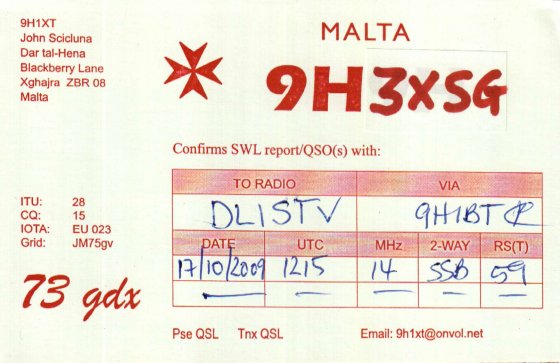 9H1XT
John Scicluna
Dar tal-Hena
Blackberry Lane
Xghajra ZBR 08
Malta
MALTA
9H3XSG
Confirms SWL report/QSO(s) with:
TO RADIO VIA
DL1STV 9H1BT
DATE UTC MHz 2-WAY RS(T)
17/10/2009 1215 14 SSB 59
ITU: 28
CQ: 15
IOTA: EU 023
Grid: JM75gv
73 gdx
Pse QSL Tnx QSL Email: 9h1xt@onvol.net